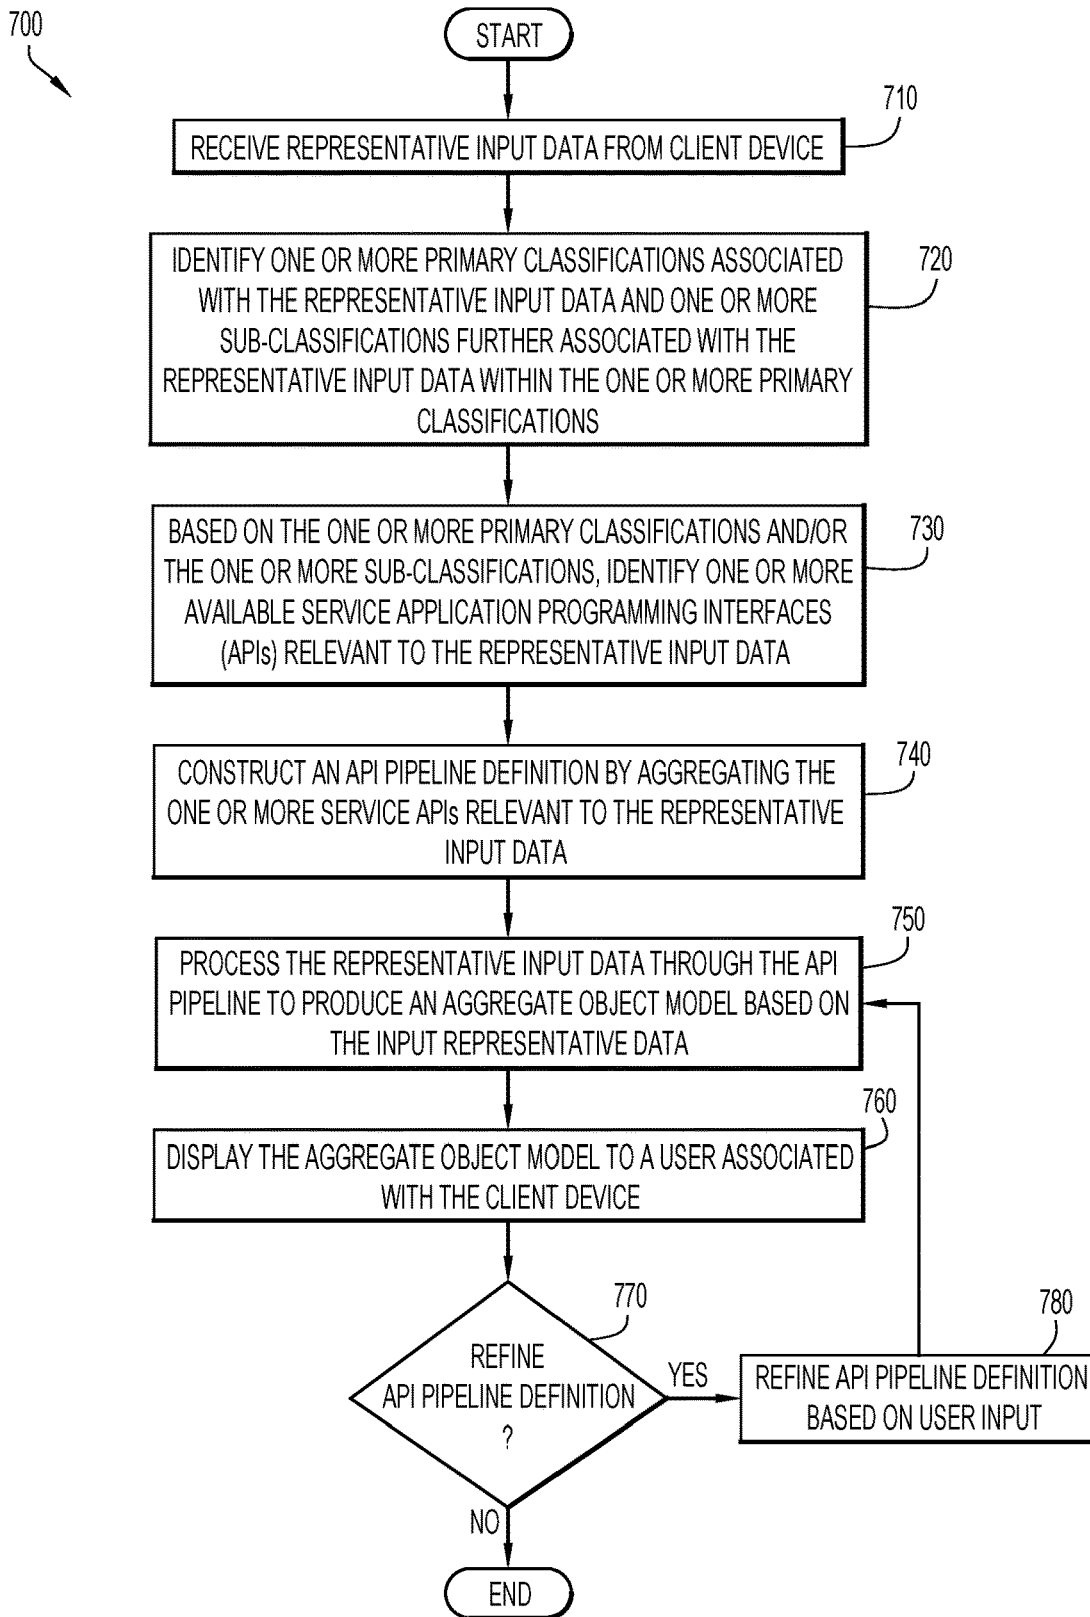 700
START
710
RECEIVE REPRESENTATIVE INPUT DATA FROM CLIENT DEVICE
720
IDENTIFY ONE OR MORE PRIMARY CLASSIFICATIONS ASSOCIATED
WITH THE REPRESENTATIVE INPUT DATA AND ONE OR MORE
SUB-CLASSIFICATIONS FURTHER ASSOCIATED WITH THE
REPRESENTATIVE INPUT DATA WITHIN THE ONE OR MORE PRIMARY
CLASSIFICATIONS
730
BASED ON THE ONE OR MORE PRIMARY CLASSIFICATIONS AND/OR
THE ONE OR MORE SUB-CLASSIFICATIONS, IDENTIFY ONE OR MORE
AVAILABLE SERVICE APPLICATION PROGRAMMING INTERFACES
(APIs) RELEVANT TO THE REPRESENTATIVE INPUT DATA
740
CONSTRUCT AN API PIPELINE DEFINITION BY AGGREGATING THE
ONE OR MORE SERVICE APIs RELEVANT TO THE REPRESENTATIVE
INPUT DATA
750
PROCESS THE REPRESENTATIVE INPUT DATA THROUGH THE API
PIPELINE TO PRODUCE AN AGGREGATE OBJECT MODEL BASED ON
THE INPUT REPRESENTATIVE DATA
760
DISPLAY THE AGGREGATE OBJECT MODEL TO A USER ASSOCIATED
WITH THE CLIENT DEVICE
770
REFINE
API PIPELINE DEFINITION
?
YES
780
REFINE API PIPELINE DEFINITION
BASED ON USER INPUT
NO
END